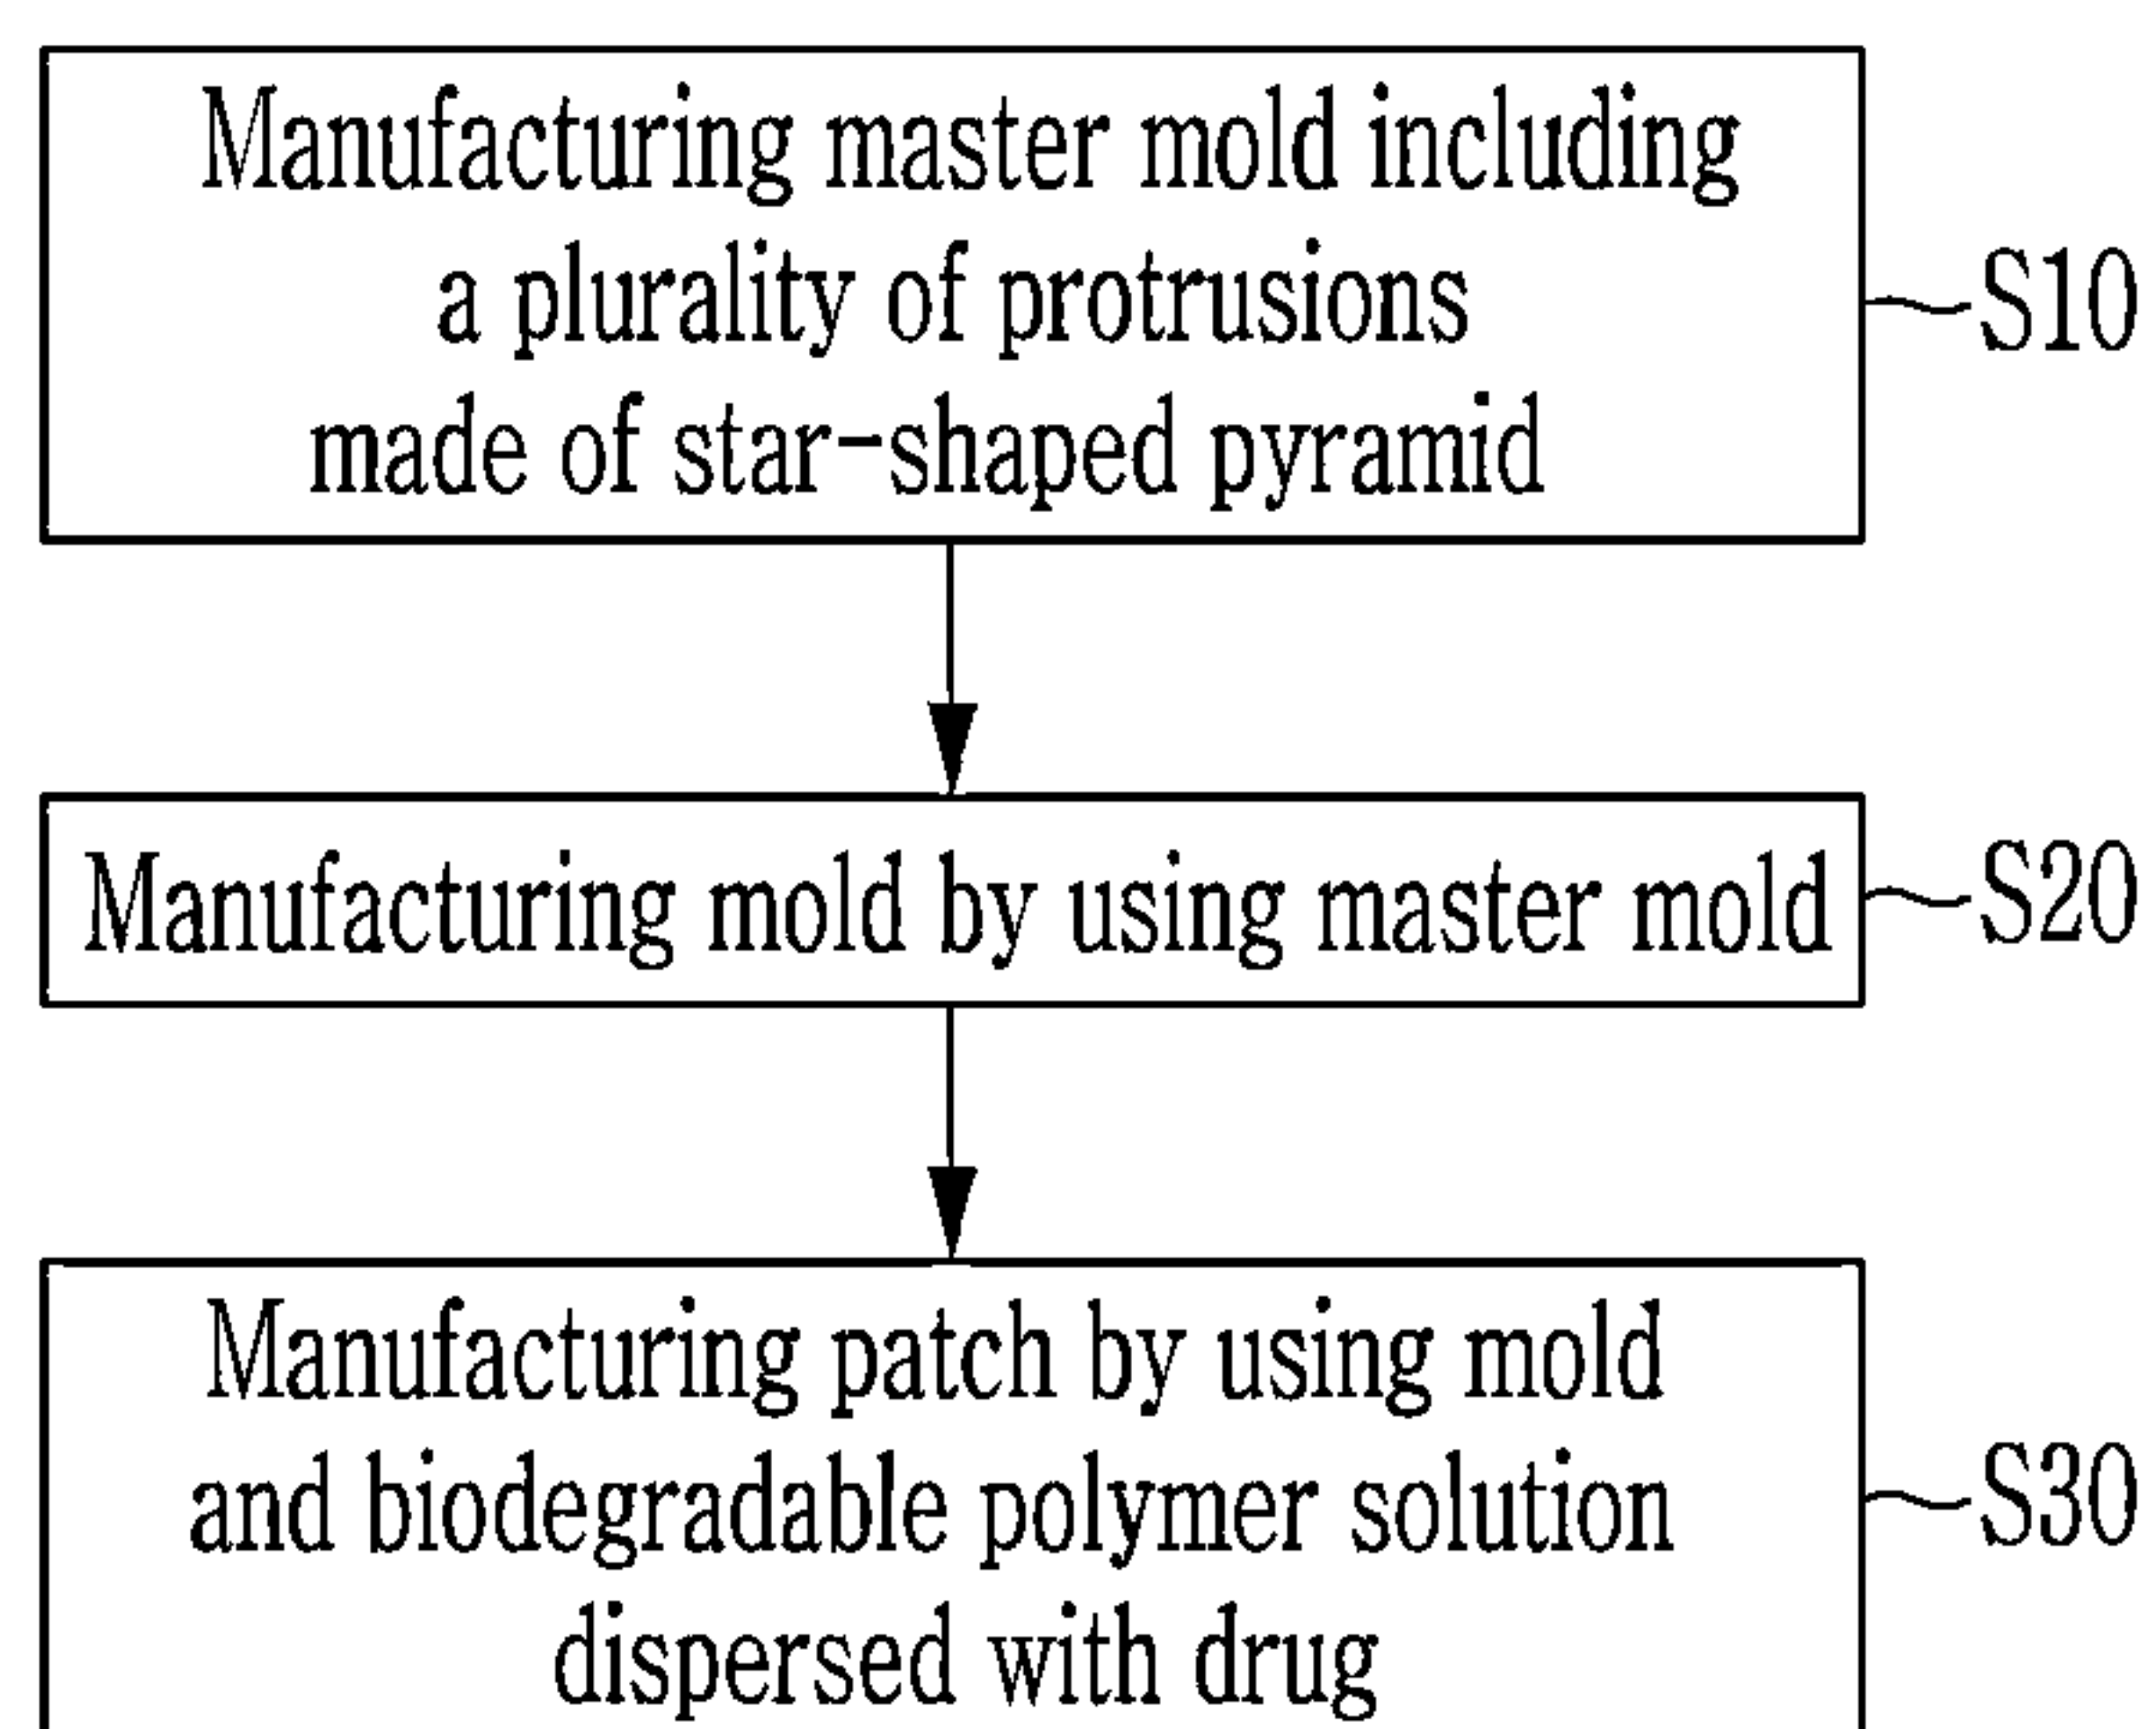 Manufacturing master mold including
a plurality of protrusions
made of star-shaped pyramid
S10
Manufacturing mold by using master mold
S20
Manufacturing patch by using mold
and biodegradable polymer solution
dispersed with drug
S30